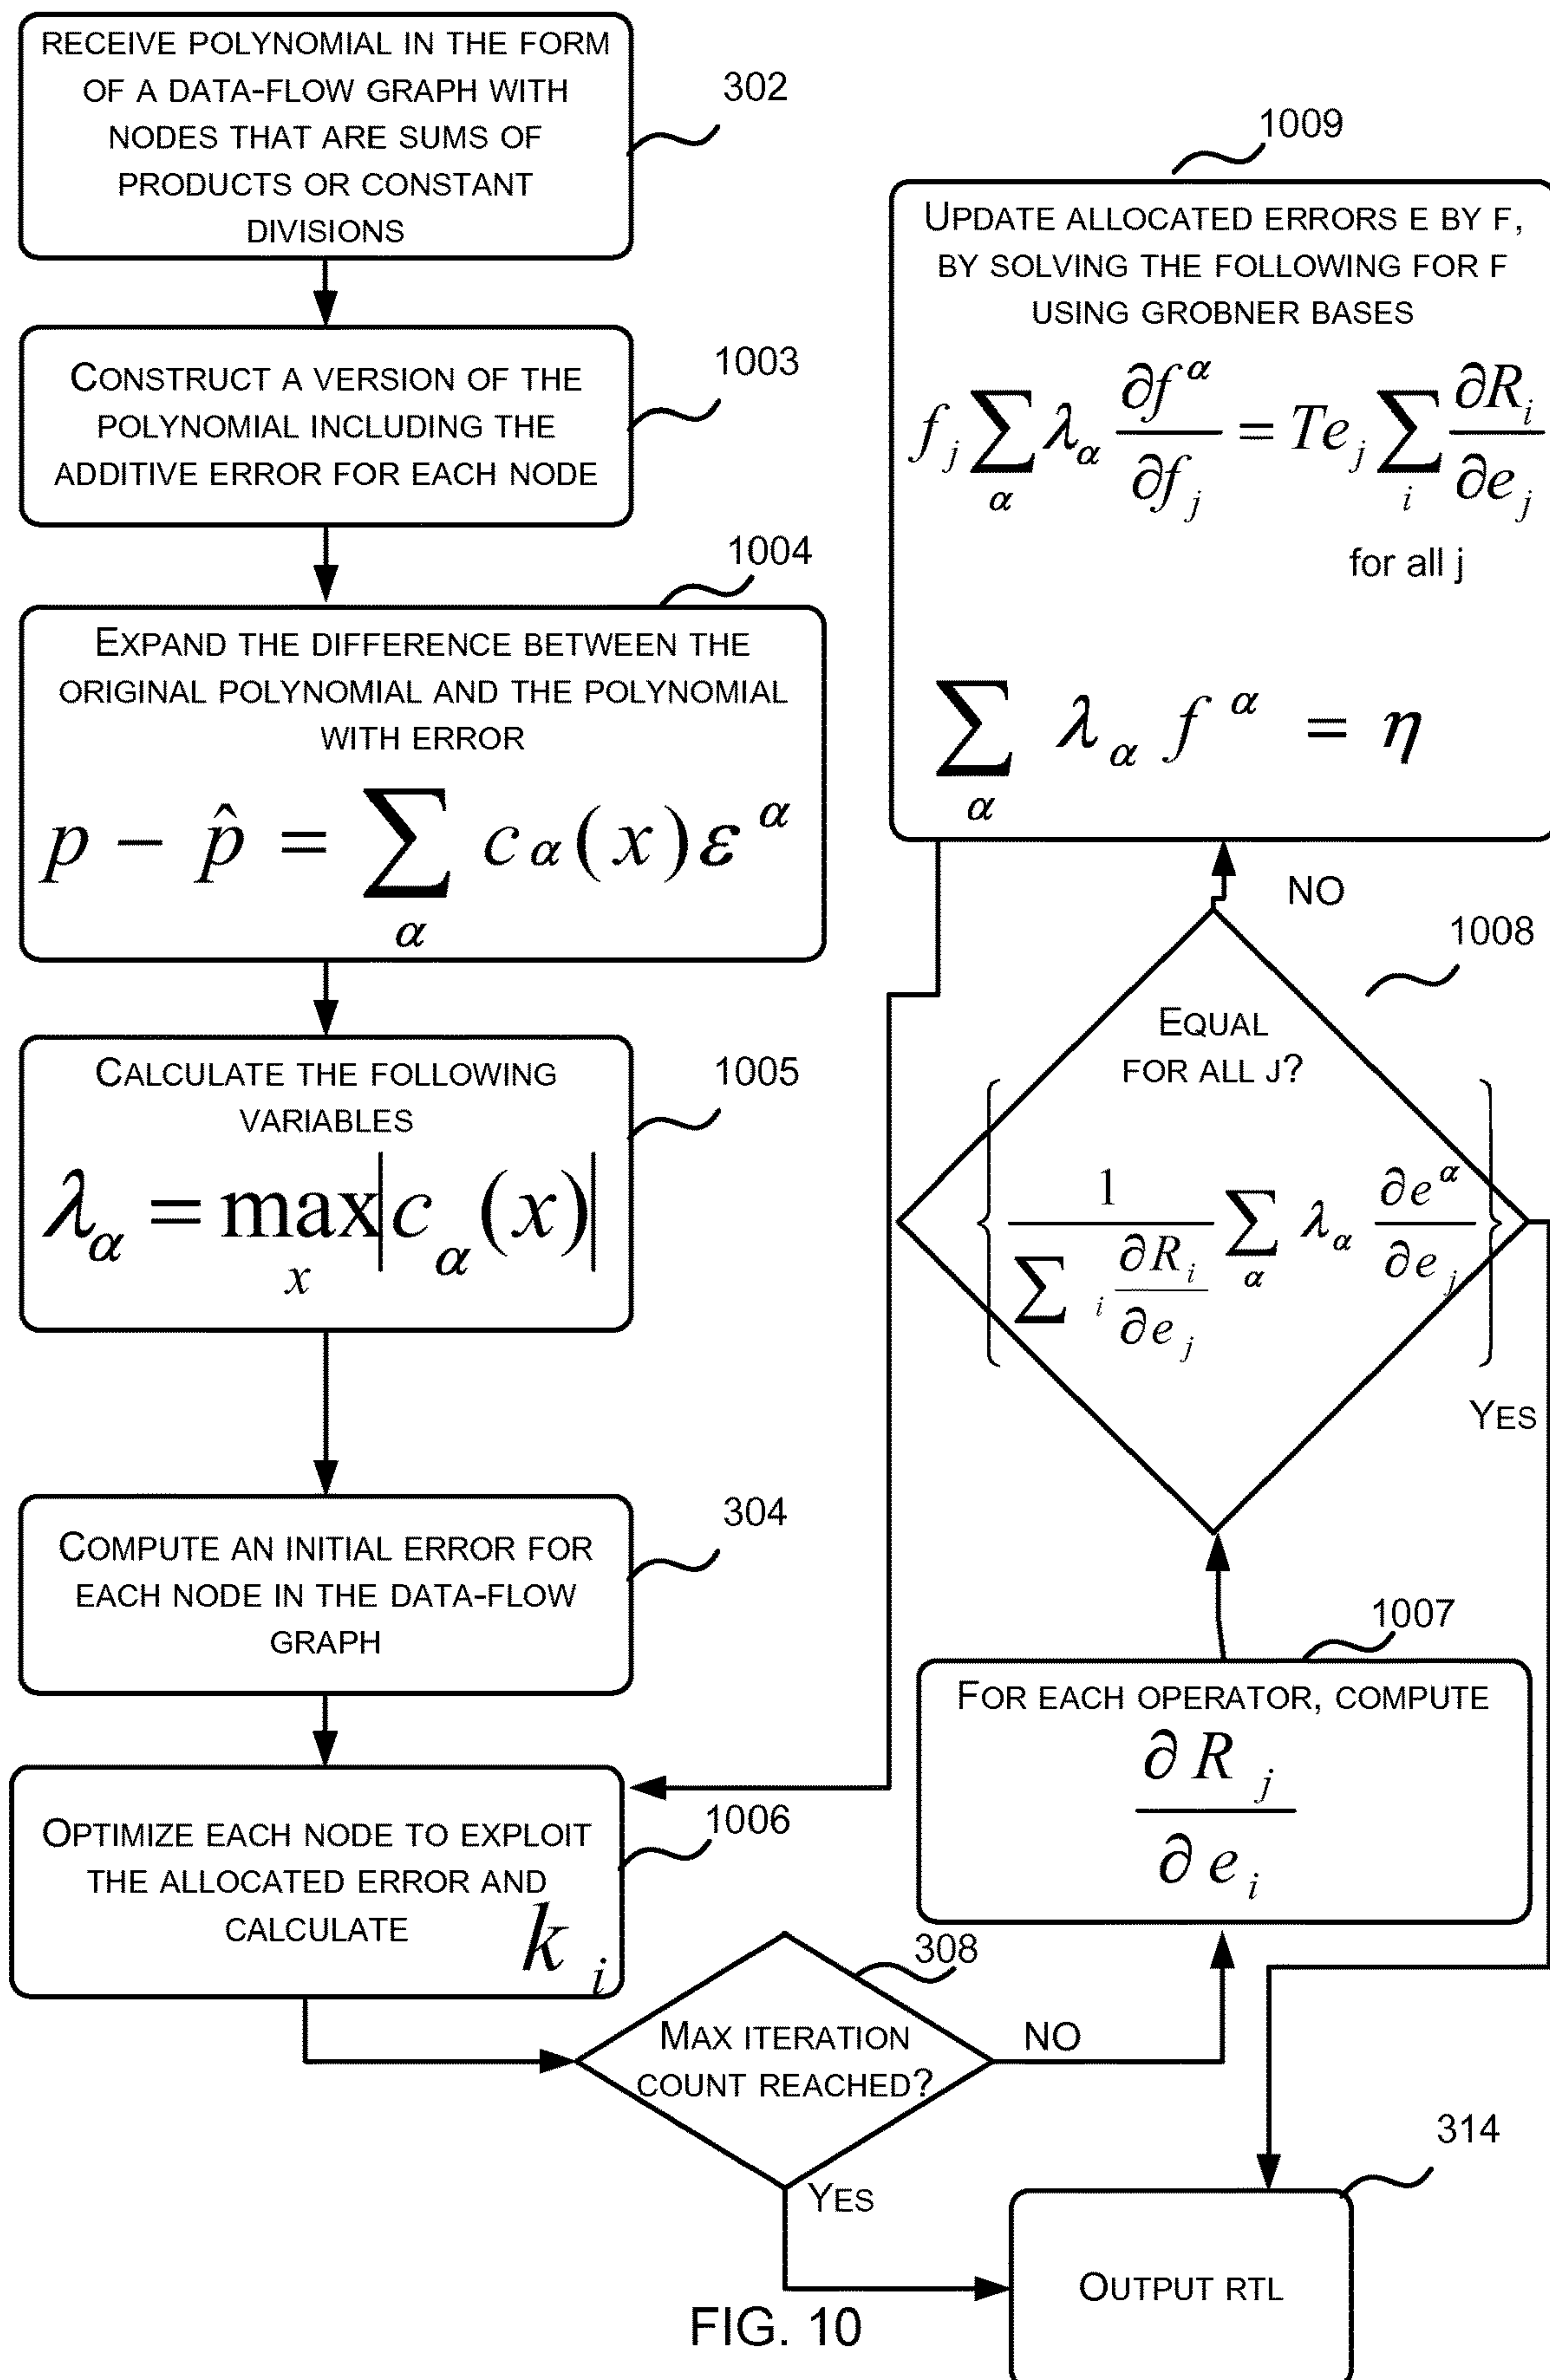 RECEIVE POLYNOMIAL IN THE FORM
OF A DATA-FLOW GRAPH WITH
NODES THAT ARE SUMS OF
PRODUCTS OR CONSTANT
DIVISIONS
302
CONSTRUCT A VERSION OF THE
POLYNOMIAL INCLUDING THE
ADDITIVE ERROR FOR EACH NODE
1003
1004
EXPAND THE DIFFERENCE BETWEEN THE
ORIGINAL POLYNOMIAL AND THE POLYNOMIAL
WITH ERROR
p − p̂ = ∑_α c_α(x) ε^α
CALCULATE THE FOLLOWING
VARIABLES
1005
λ_α = max_x |c_α(x)|
COMPUTE AN INITIAL ERROR FOR
EACH NODE IN THE DATA-FLOW
GRAPH
304
OPTIMIZE EACH NODE TO EXPLOIT
THE ALLOCATED ERROR AND
CALCULATE k_i
1006
308
MAX ITERATION
COUNT REACHED?
NO
YES
1007
FOR EACH OPERATOR, COMPUTE
∂R_j / ∂e_i
1008
EQUAL
FOR ALL J?
{ 1 / (∑_i ∂R_i/∂e_j) ∑_α λ_α ∂e^α/∂e_j }
NO
YES
1009
UPDATE ALLOCATED ERRORS E BY F,
BY SOLVING THE FOLLOWING FOR F
USING GROBNER BASES
f_j ∑_α λ_α ∂f^α/∂f_j = Te_j ∑_i ∂R_i/∂e_j
for all j
∑_α λ_α f^α = η
314
OUTPUT RTL
FIG. 10